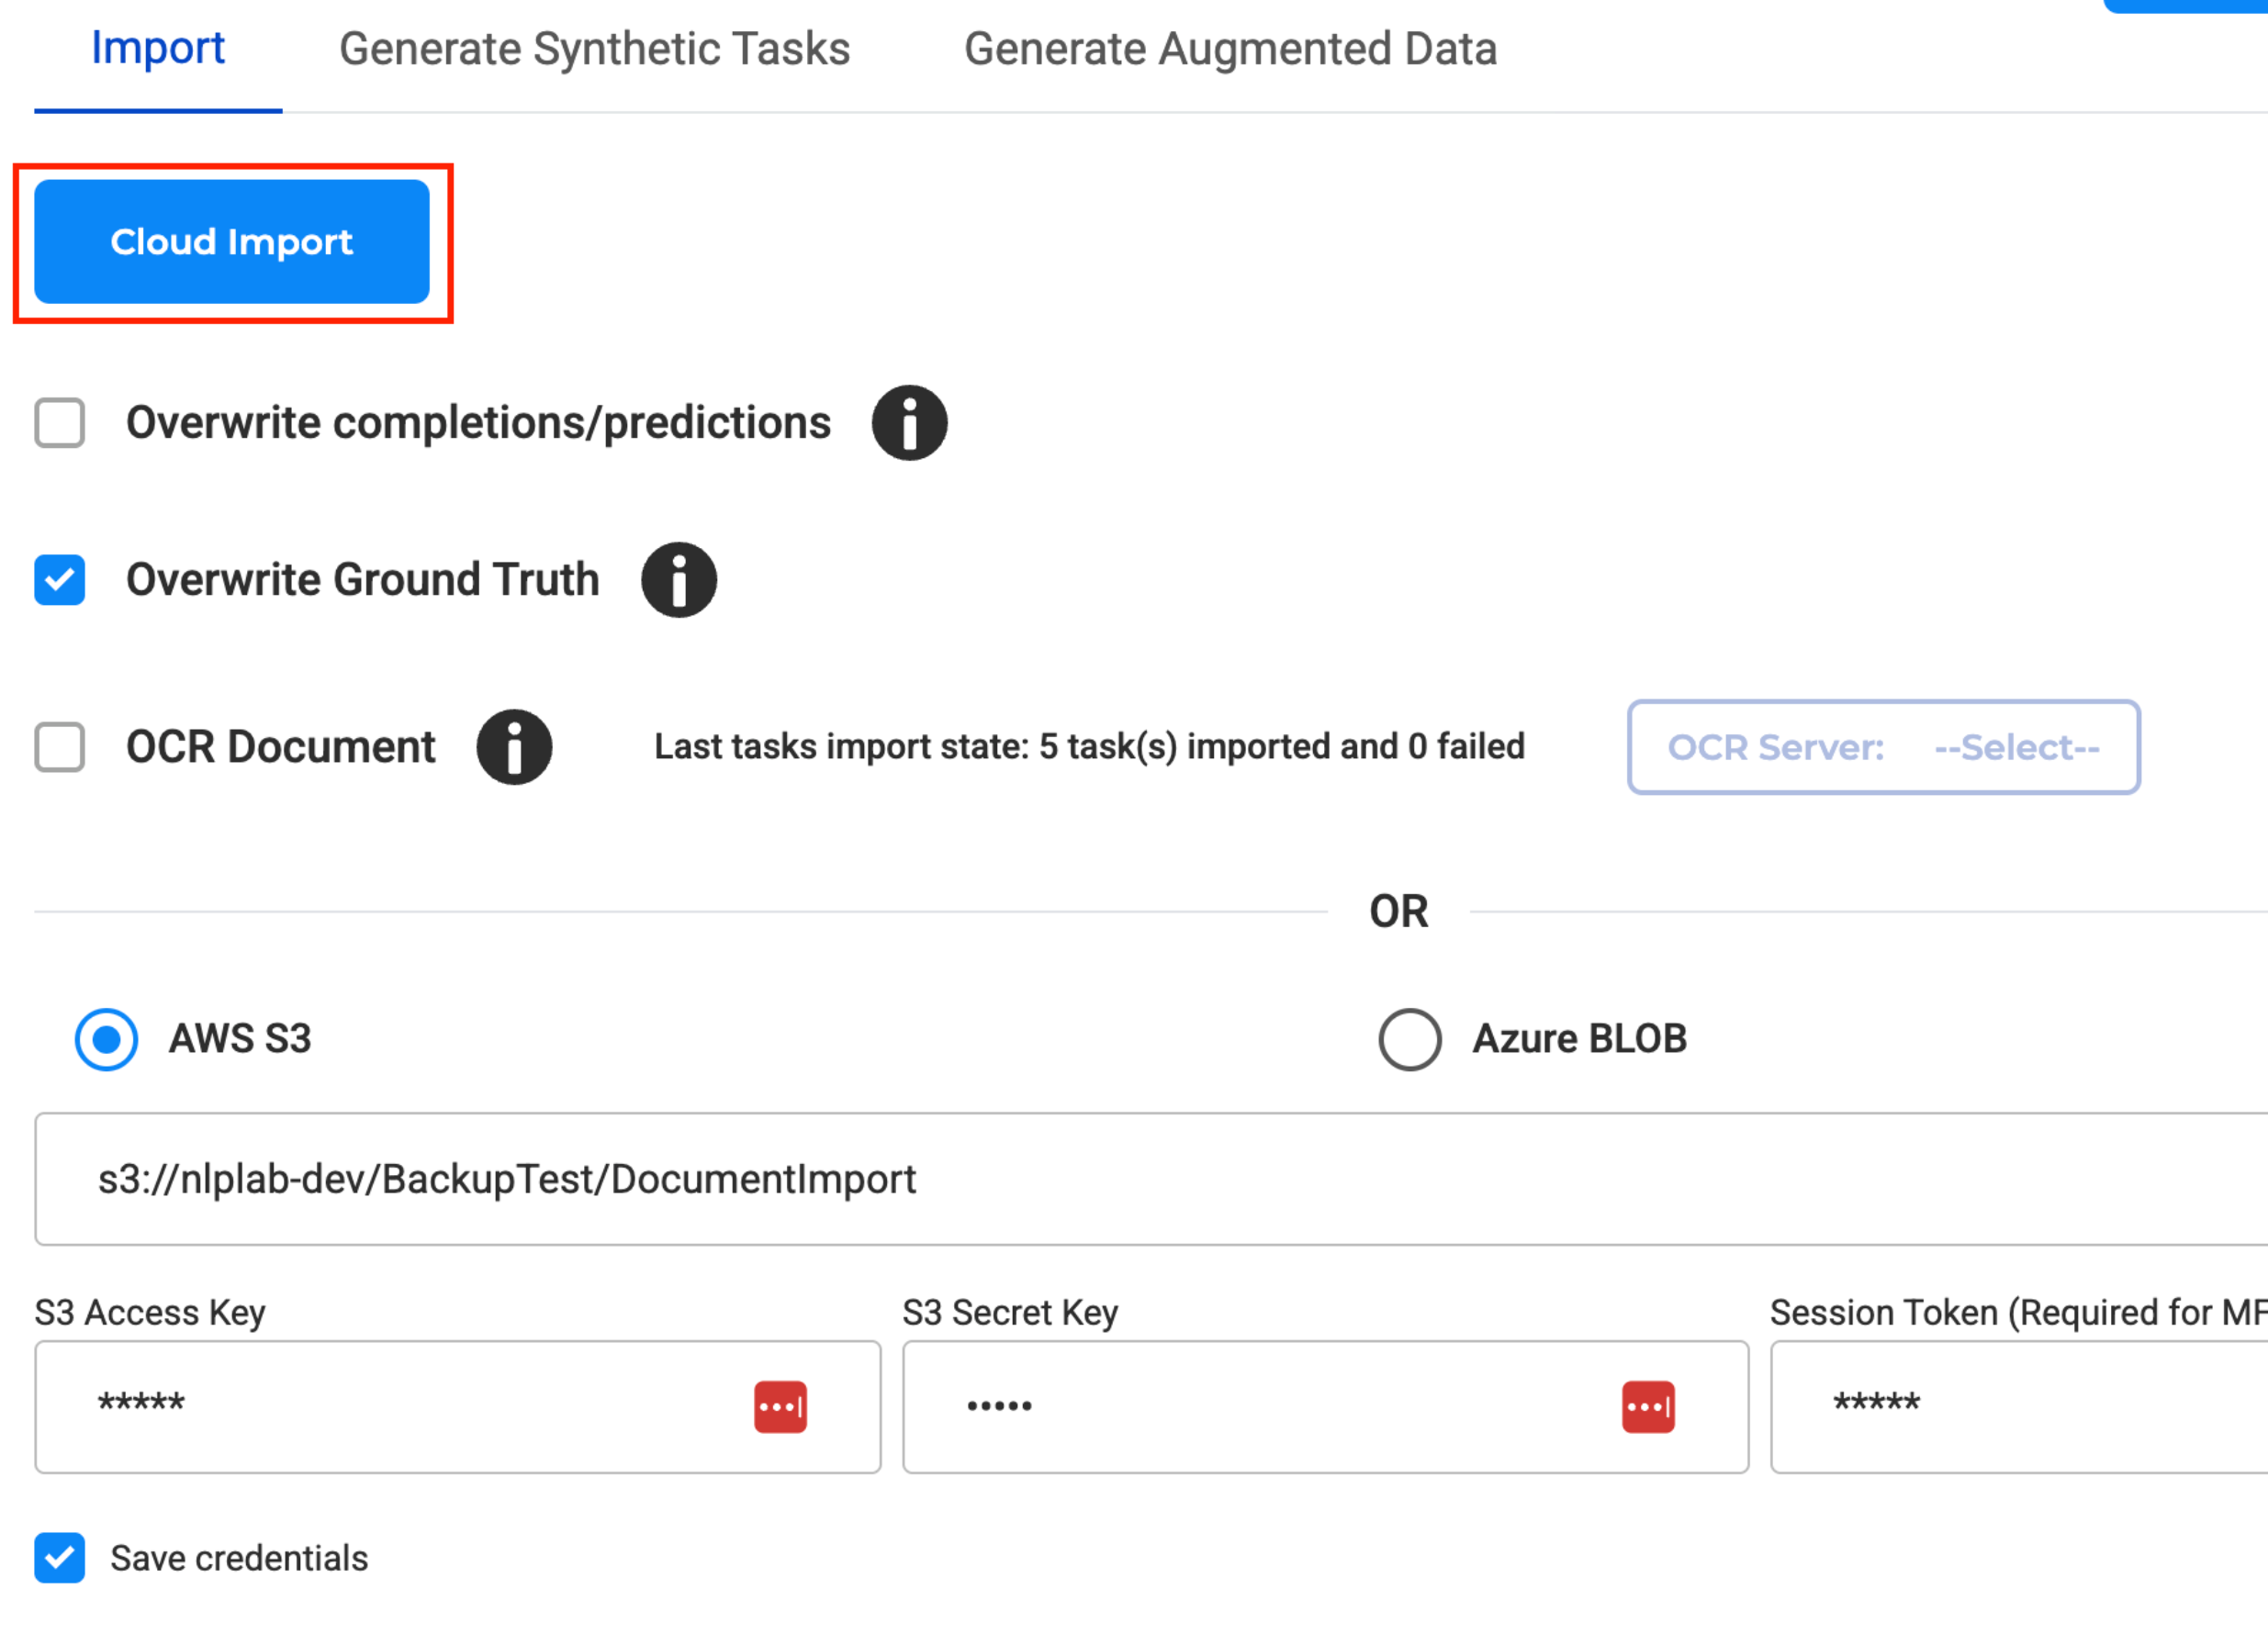 Import Generate Synthetic Tasks Generate Augmented Data
Cloud Import
Overwrite completions/predictions
Overwrite Ground Truth
OCR Document Last tasks import state: 5 task(s) imported and 0 failed OCR Server: --Select--
OR
AWS S3 Azure BLOB
s3://nlplab-dev/BackupTest/DocumentImport
S3 Access Key S3 Secret Key Session Token (Required for MF
***** ••••• *****
Save credentials